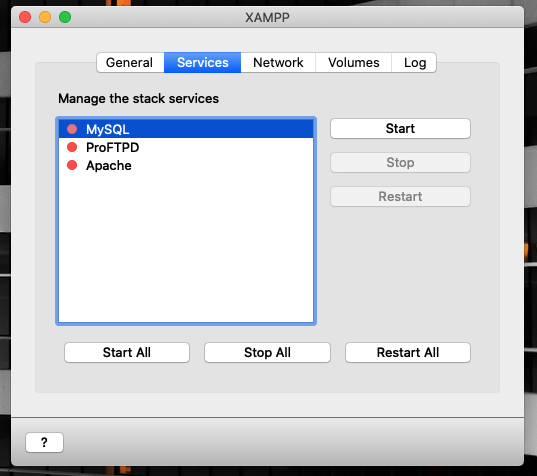 XAMPP
General Services Network Volumes Log
Manage the stack services
MySQL
ProFTPD
Apache
Start
Stop
Restart
Start All Stop All Restart All
?